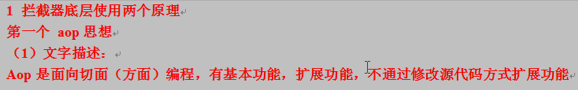 1 拦截器底层使用两个原理
第一个 aop 思想
（1）文字描述：
Aop 是面向切面（方面）编程，有基本功能，扩展功能，不通过修改源代码方式扩展功能